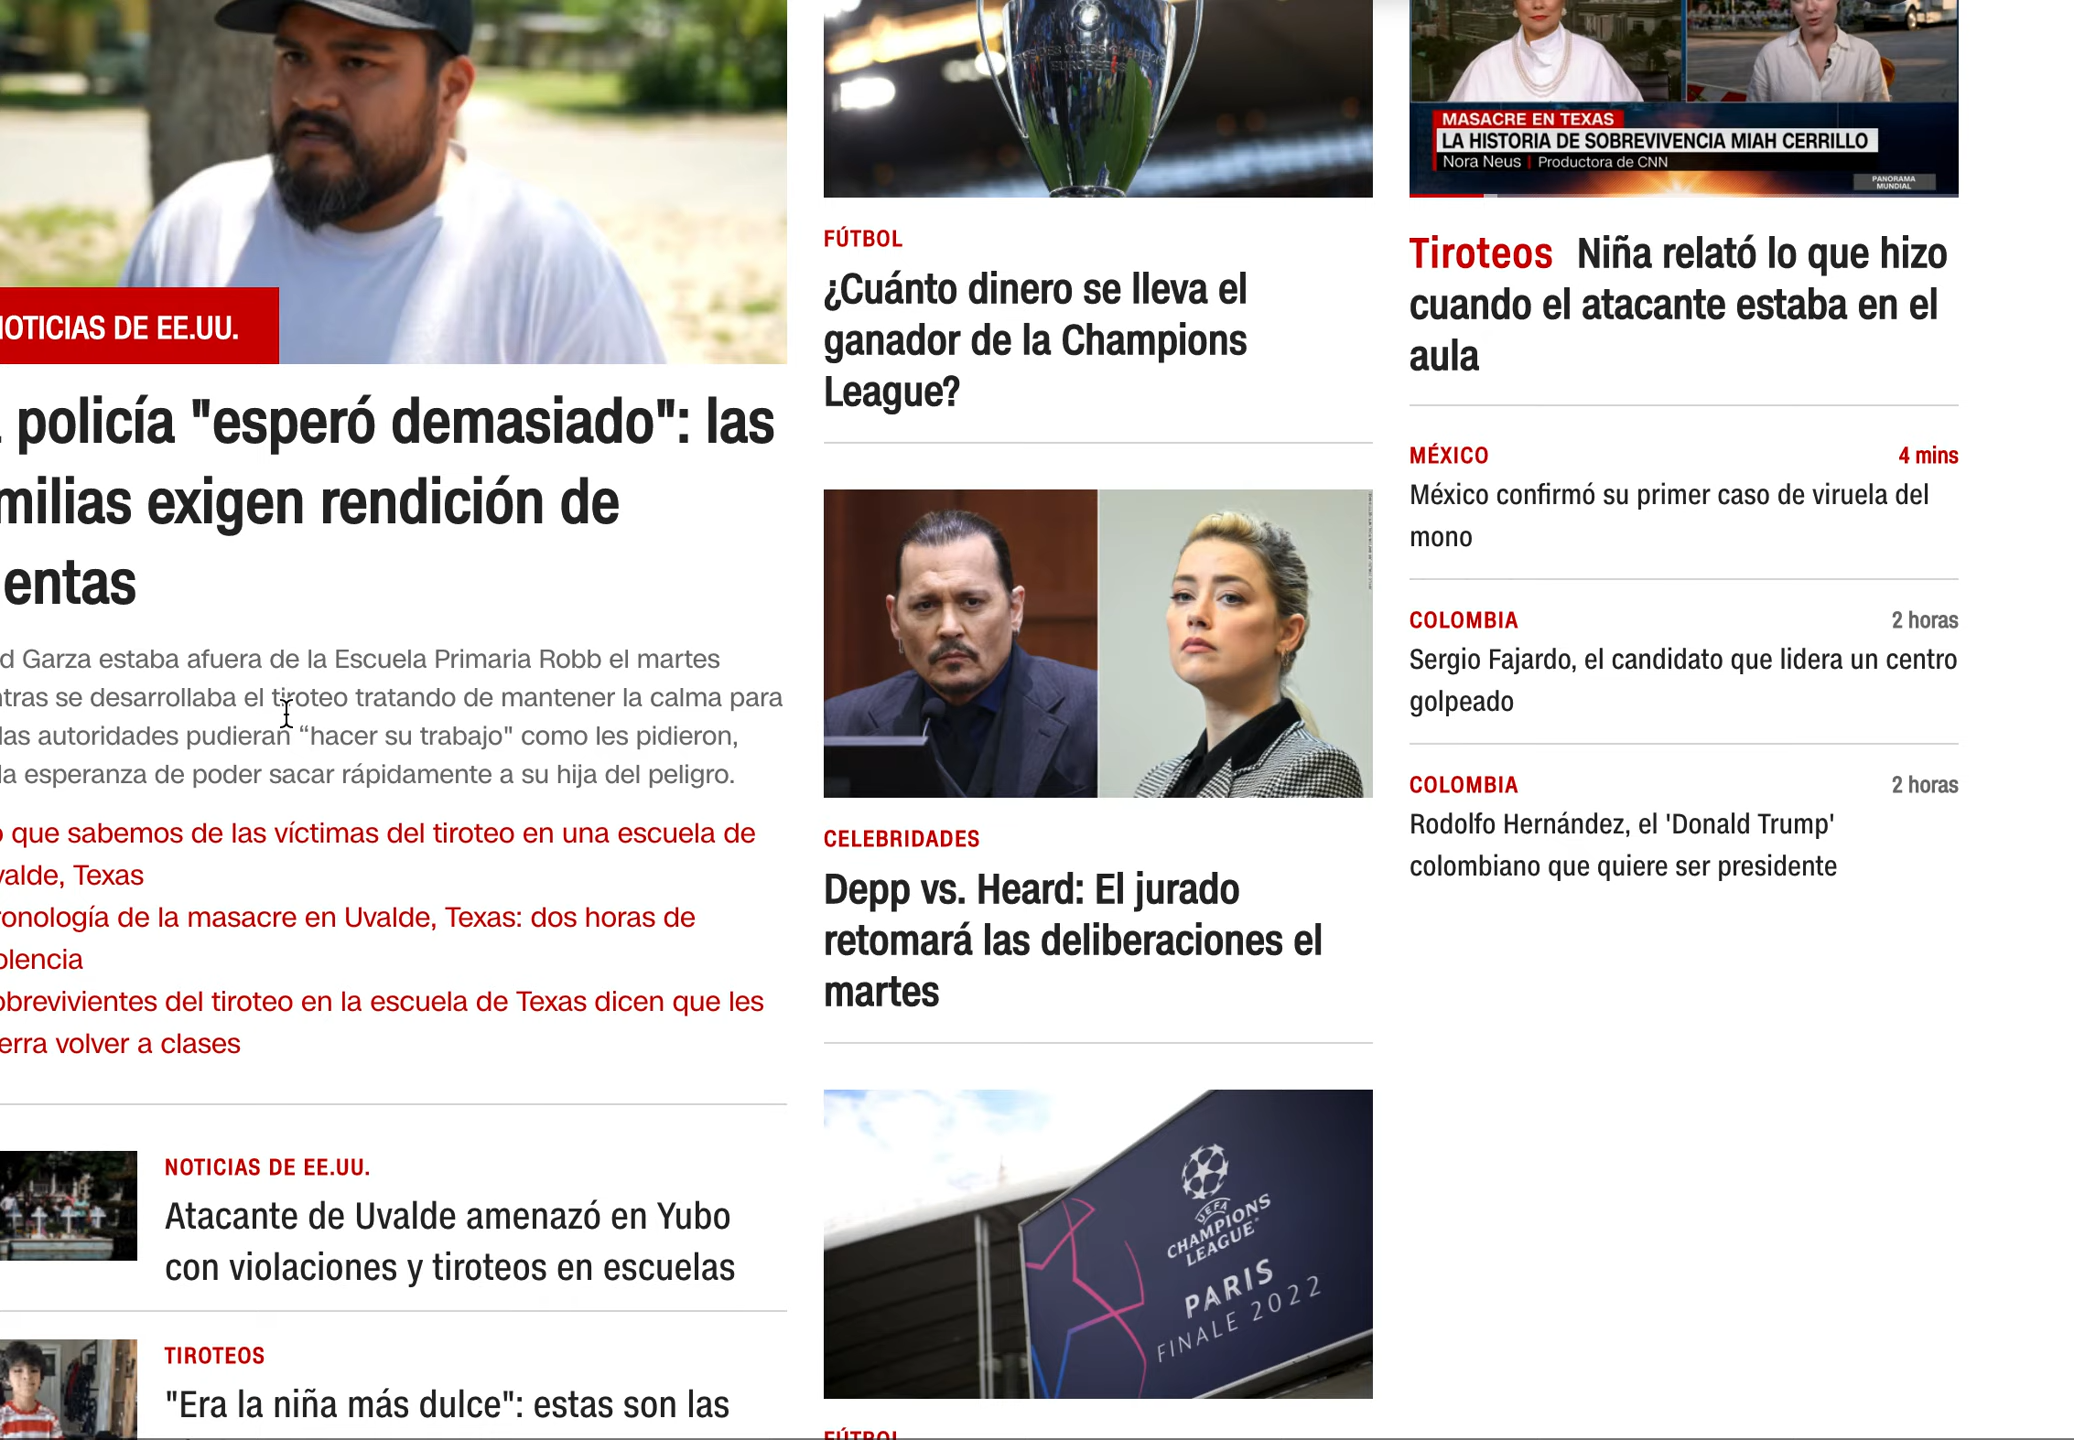 NOTICIAS DE EE.UU.
policía "esperó demasiado": las
exigen rendición de
Garza estaba afuera de la Escuela Primaria Robb el martes
se desarrollaba el tiroteo tratando de mantener la calma para
las autoridades pudieran “hacer su trabajo" como les pidieron,
la esperanza de poder sacar rápidamente a su hija del peligro.
que sabemos de las víctimas del tiroteo en una escuela de
Texas
de la masacre en Uvalde, Texas: dos horas de
del tiroteo en la escuela de Texas dicen que les
volver a clases
NOTICIAS DE EE.UU.
Atacante de Uvalde amenazó en Yubo
con violaciones y tiroteos en escuelas
TIROTEOS
"Era la niña más dulce": estas son las
FÚTBOL
¿Cuánto dinero se lleva el
ganador de la Champions
League?
CELEBRIDADES
Depp vs. Heard: El jurado
retomará las deliberaciones el
martes
UEFA
CHAMPIONS
LEAGUE
PARIS
FINALE 2022
FÚTBOL
MASACRE EN TEXAS
LA HISTORIA DE SOBREVIVENCIA MIAH CERRILLO
Nora Neus | Productora de CNN
PANORAMA
MUNDIAL
Tiroteos Niña relató lo que hizo
cuando el atacante estaba en el
aula
MÉXICO 4 mins
México confirmó su primer caso de viruela del
mono
COLOMBIA 2 horas
Sergio Fajardo, el candidato que lidera un centro
golpeado
COLOMBIA 2 horas
Rodolfo Hernández, el 'Donald Trump'
colombiano que quiere ser presidente